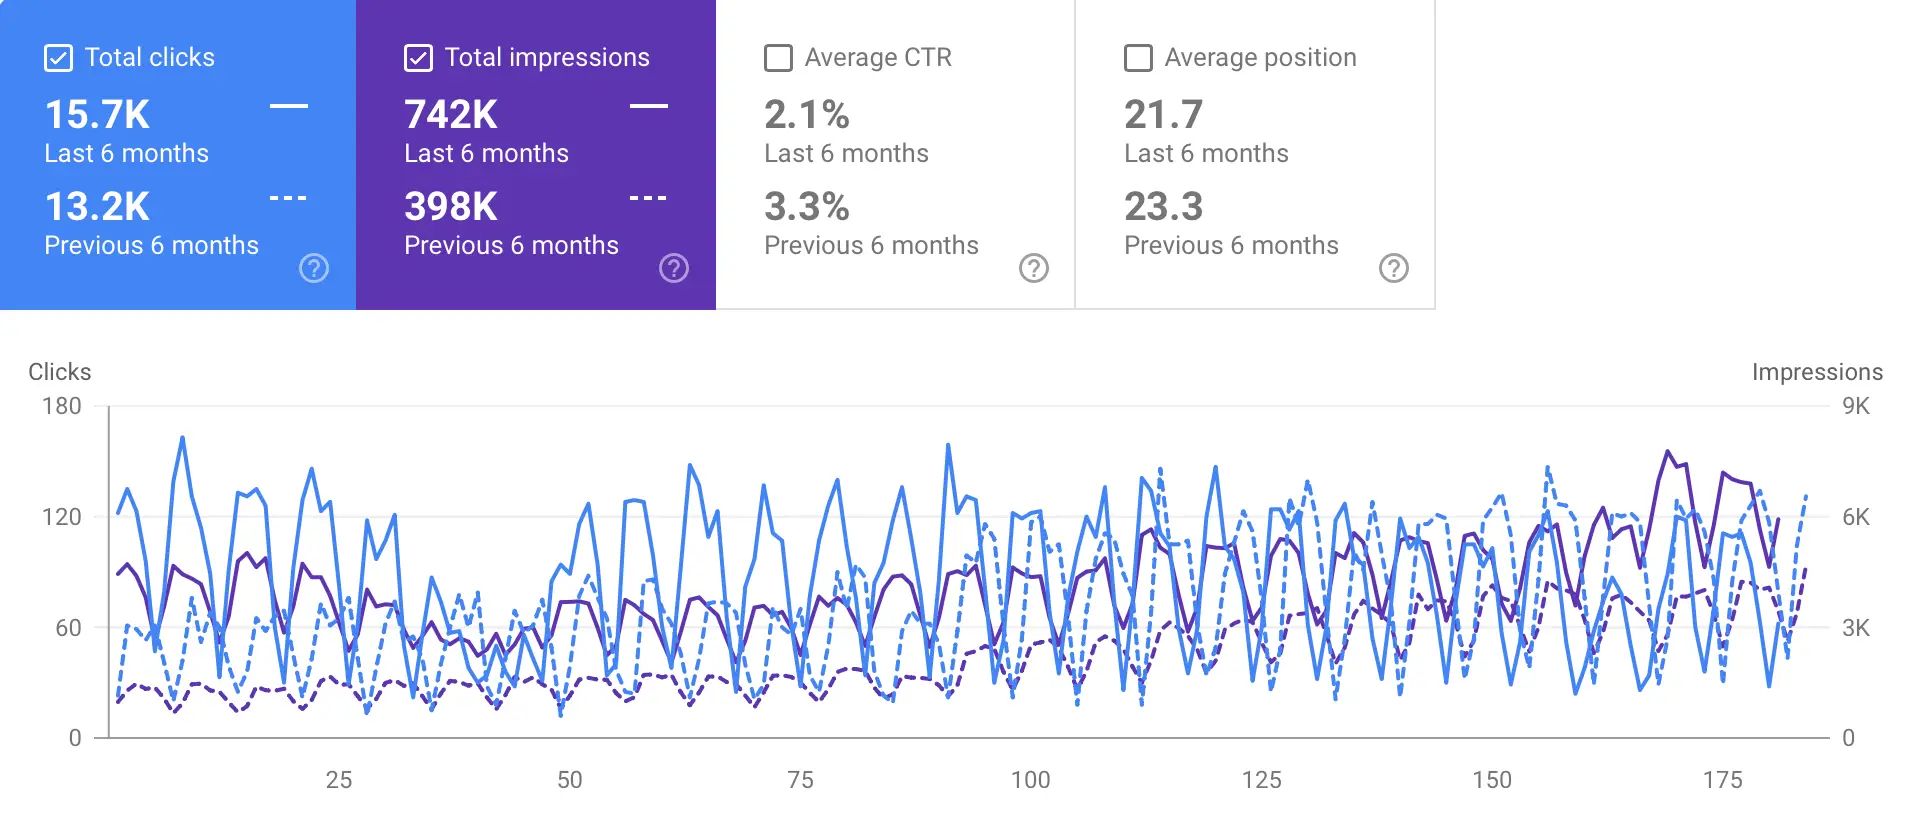 Total clicks
15.7K
Last 6 months
13.2K
Previous 6 months
Total impressions
742K
Last 6 months
398K
Previous 6 months
Average CTR
2.1%
Last 6 months
3.3%
Previous 6 months
Average position
21.7
Last 6 months
23.3
Previous 6 months
Clicks
Impressions
180
9K
120
6K
60
3K
0
0
25
50
75
100
125
150
175